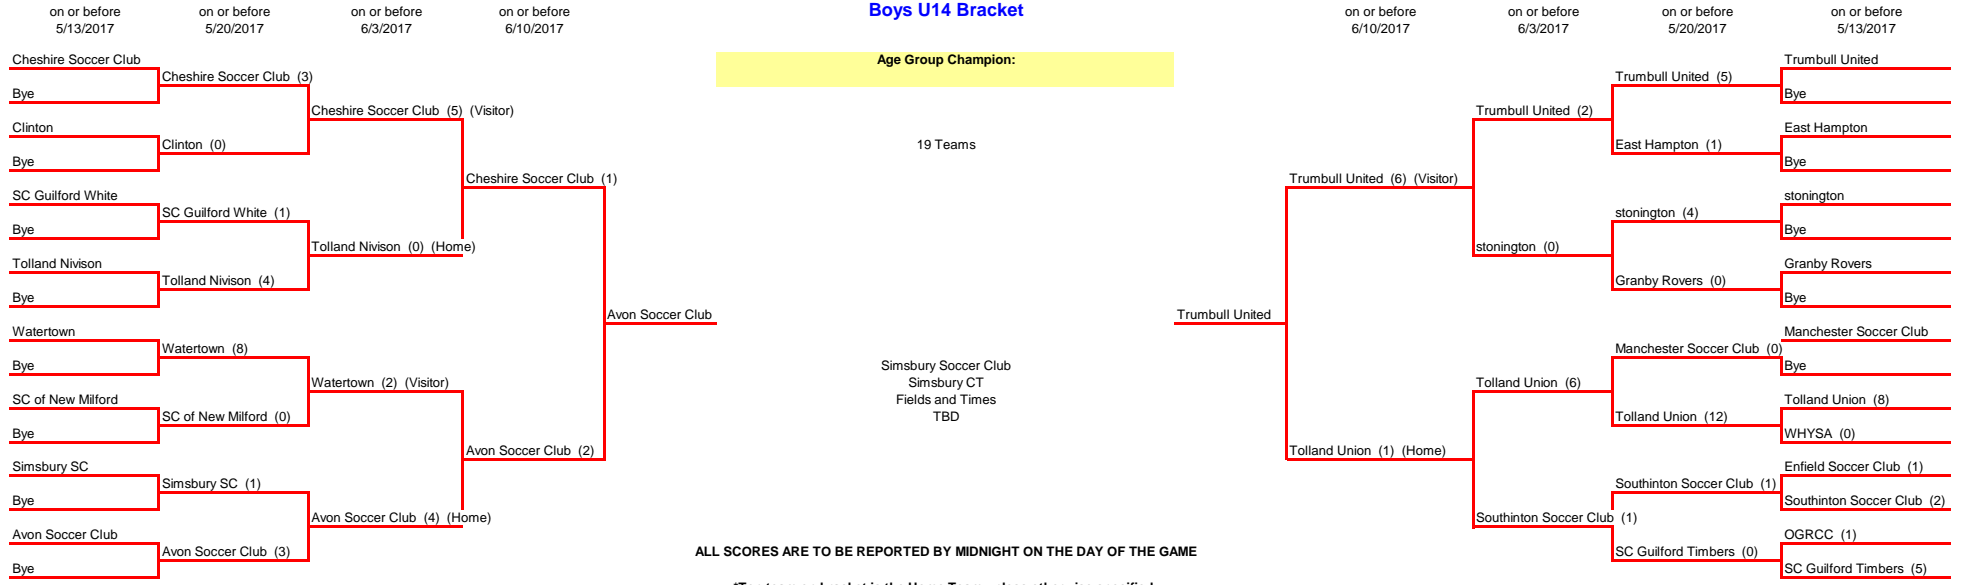 Boys U14 Bracket
on or before on or before on or before on or before on or before on or before on or before on or before
5/13/2017 5/20/2017 6/3/2017 6/10/2017 6/10/2017 6/3/2017 5/20/2017 5/13/2017
Age Group Champion:
19 Teams
Cheshire Soccer Club
Bye
Clinton
Bye
SC Guilford White
Bye
Tolland Nivison
Bye
Watertown
Bye
SC of New Milford
Bye
Simsbury SC
Bye
Avon Soccer Club
Bye
Cheshire Soccer Club (3)
Clinton (0)
SC Guilford White (1)
Tolland Nivison (4)
Watertown (8)
SC of New Milford (0)
Simsbury SC (1)
Avon Soccer Club (3)
Cheshire Soccer Club (5) (Visitor)
Tolland Nivison (0) (Home)
Watertown (2) (Visitor)
Avon Soccer Club (4) (Home)
Cheshire Soccer Club (1)
Avon Soccer Club (2)
Avon Soccer Club
Simsbury Soccer Club
Simsbury CT
Fields and Times
TBD
Trumbull United
Trumbull United (6) (Visitor)
Tolland Union (1) (Home)
Trumbull United (2)
stonington (0)
Tolland Union (6)
Southinton Soccer Club (1)
Trumbull United (5)
East Hampton (1)
stonington (4)
Granby Rovers (0)
Manchester Soccer Club (0)
Tolland Union (12)
Southinton Soccer Club (1)
SC Guilford Timbers (0)
Trumbull United
Bye
East Hampton
Bye
stonington
Bye
Granby Rovers
Bye
Manchester Soccer Club
Bye
Tolland Union (8)
WHYSA (0)
Enfield Soccer Club (1)
Southinton Soccer Club (2)
OGRCC (1)
SC Guilford Timbers (5)
ALL SCORES ARE TO BE REPORTED BY MIDNIGHT ON THE DAY OF THE GAME